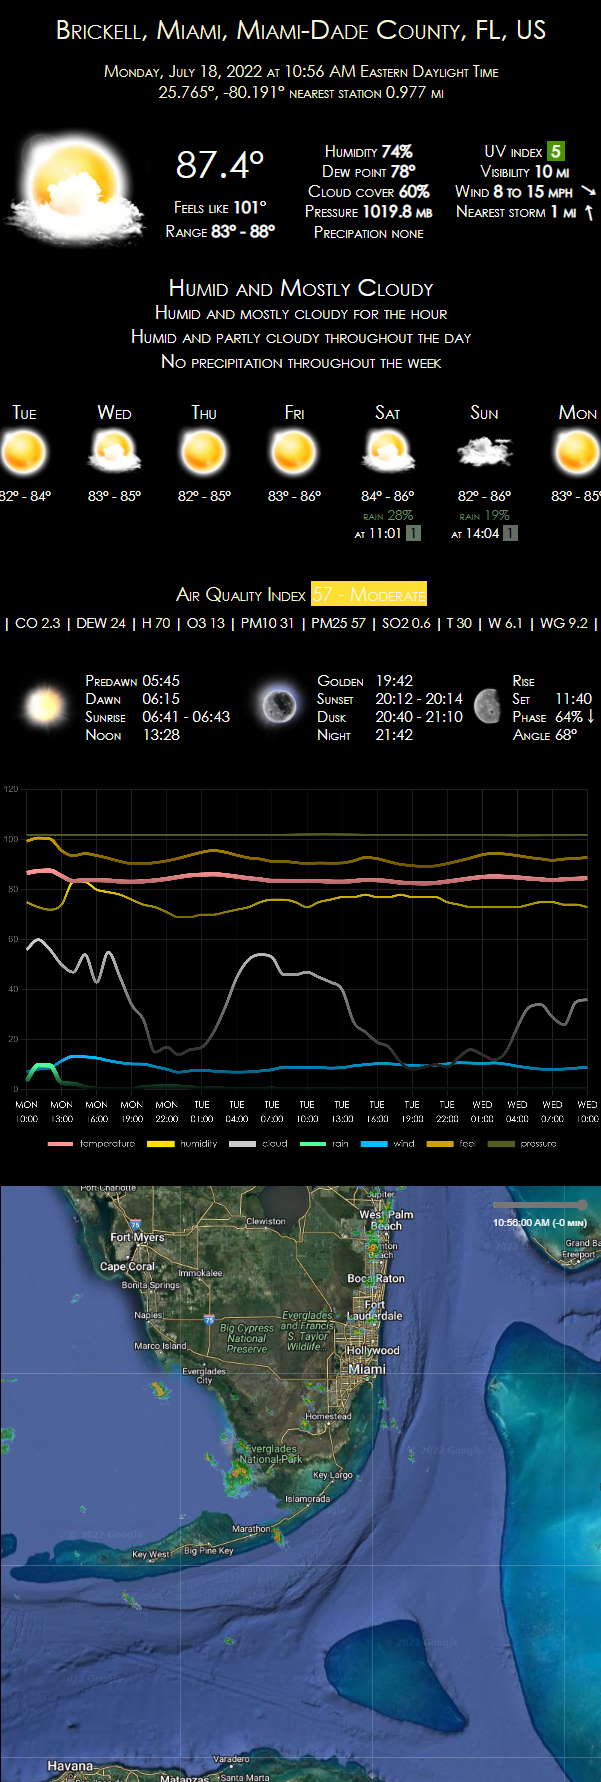 Brickell, Miami, Miami-Dade County, FL, US
Monday, July 18, 2022 at 10:56 AM Eastern Daylight Time
25.765°, -80.191° nearest station 0.977 mi
87.4°
Feels like 101°
Range 83° - 88°
Humidity 74%
Dew point 78°
Cloud cover 60%
Pressure 1019.8 mb
Precipation none
UV index 5
Visibility 10 mi
Wind 8 to 15 mph
Nearest storm 1 mi
Humid and Mostly Cloudy
Humid and mostly cloudy for the hour
Humid and partly cloudy throughout the day
No precipitation throughout the week
Tue Wed Thu Fri Sat Sun Mon
82° - 84° 83° - 85° 82° - 85° 83° - 86° 84° - 86° 82° - 86° 83° - 85°
rain 28% rain 19%
at 11:01 1 at 14:04 1
Air Quality Index 57 - Moderate
| CO 2.3 | DEW 24 | H 70 | O3 13 | PM10 31 | PM25 57 | SO2 0.6 | T 30 | W 6.1 | WG 9.2 |
Predawn 05:45
Dawn 06:15
Sunrise 06:41 - 06:43
Noon 13:28
Golden 19:42
Sunset 20:12 - 20:14
Dusk 20:40 - 21:10
Night 21:42
Rise
Set 11:40
Phase 64% ↓
Angle 68°
120
100
80
60
40
20
0
MON MON MON MON MON TUE TUE TUE TUE TUE TUE TUE TUE WED WED WED WED
10:00 13:00 16:00 19:00 22:00 01:00 04:00 07:00 10:00 13:00 16:00 19:00 22:00 01:00 04:00 07:00 10:00
temperature humidity cloud rain wind feel pressure
Port Charlotte
Jupiter
10:56:00 AM (-0 min)
West Palm
Beach
Clewiston
75
Fort Myers
Boynton
Beach
Grand Ba
Freeport
Cape Coral
Immokalee
Boca Raton
Bonita Springs
Naples
75
Fort
Lauderdale
Big Cypress
National
Preserve
Everglades
and Francis
S. Taylor
Wildlife...
Marco Island
Hollywood
Miami
Everglades
City
Homestead
Everglades
National Park
© 2022 Google
Key Largo
Islamorada
Marathon
© 2022 Google
Key West
Big Pine Key
© 2022 Google
Havana
Varadero
Matanzas
Santa Marta